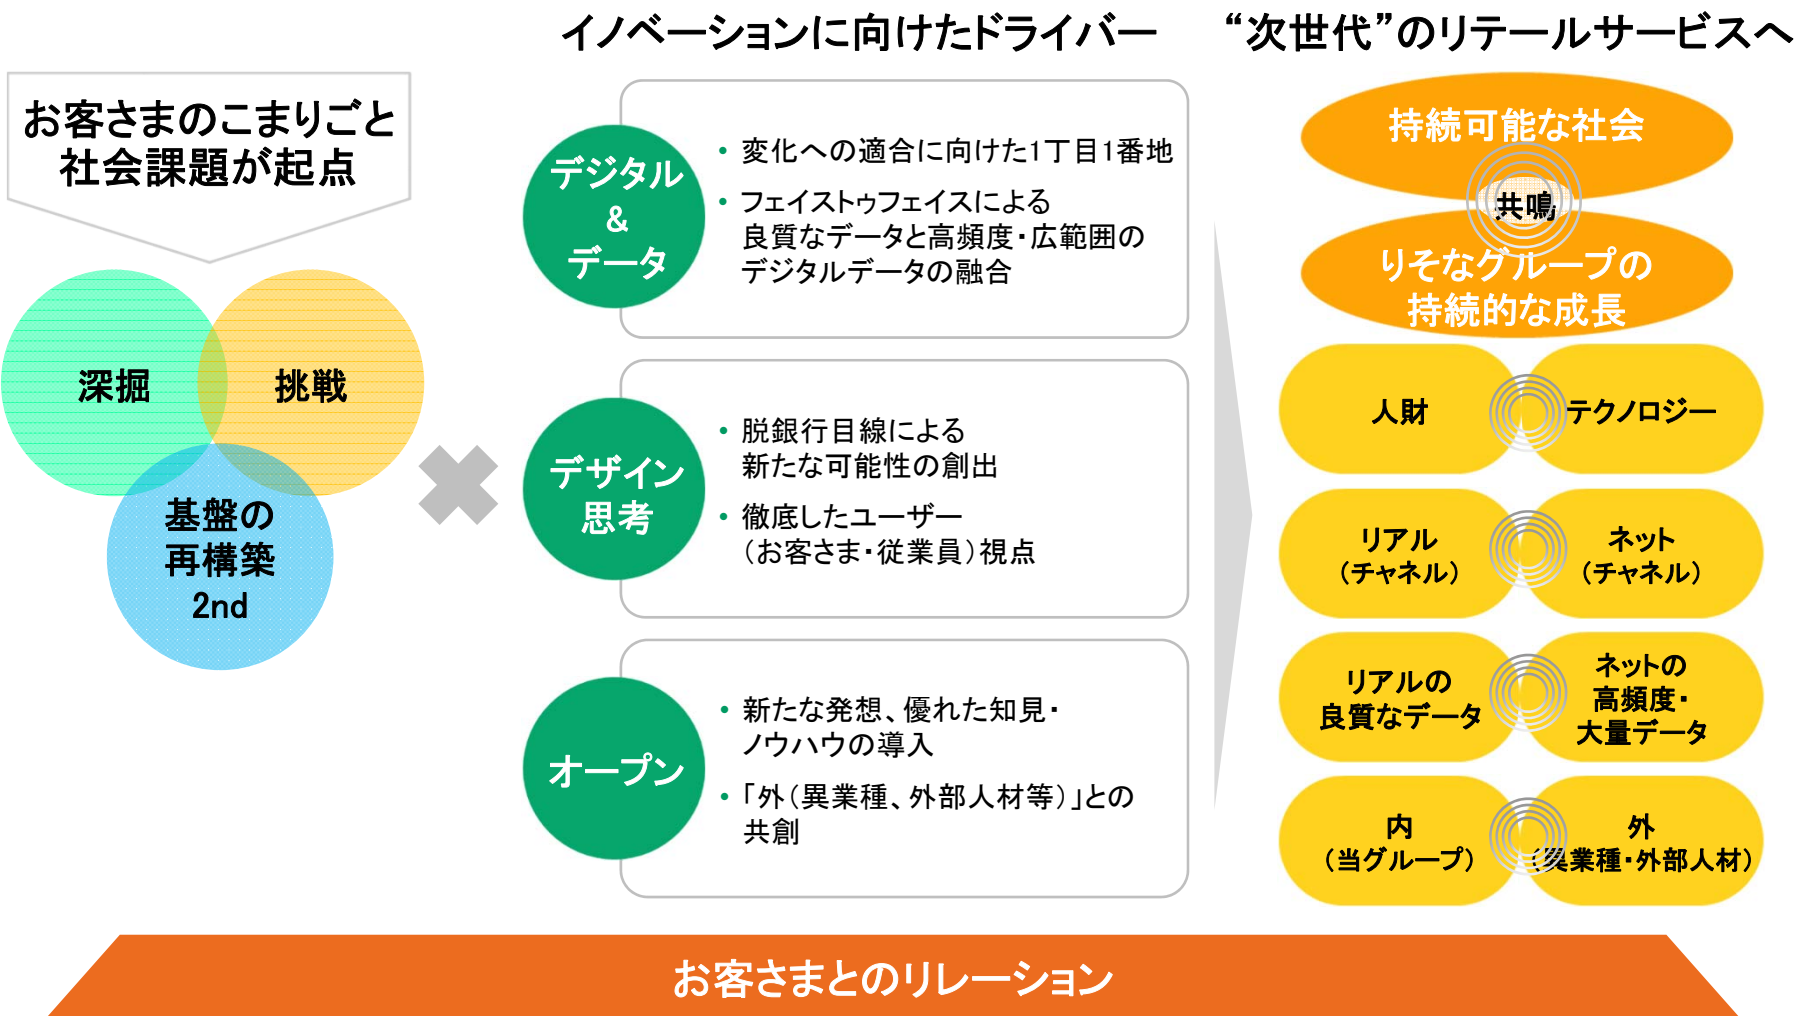 お客さまのこまりごと
社会課題が起点
深掘
挑戦
基盤の
再構築
2nd
イノベーションに向けたドライバー
デジタル
&
データ
• 変化への適合に向けた1丁目1番地
• フェイストゥフェイスによる
良質なデータと高頻度・広範囲の
デジタルデータの融合
デザイン
思考
• 脱銀行目線による
新たな可能性の創出
• 徹底したユーザー
（お客さま・従業員）視点
オープン
• 新たな発想、優れた知見・
ノウハウの導入
• 「外（異業種、外部人材等）」との
共創
“次世代”のリテールサービスへ
持続可能な社会
共鳴
りそなグループの
持続的な成長
人財
テクノロジー
リアル
（チャネル）
ネット
（チャネル）
リアルの
良質なデータ
ネットの
高頻度・
大量データ
内
（当グループ）
外
（異業種・外部人材）
お客さまとのリレーション